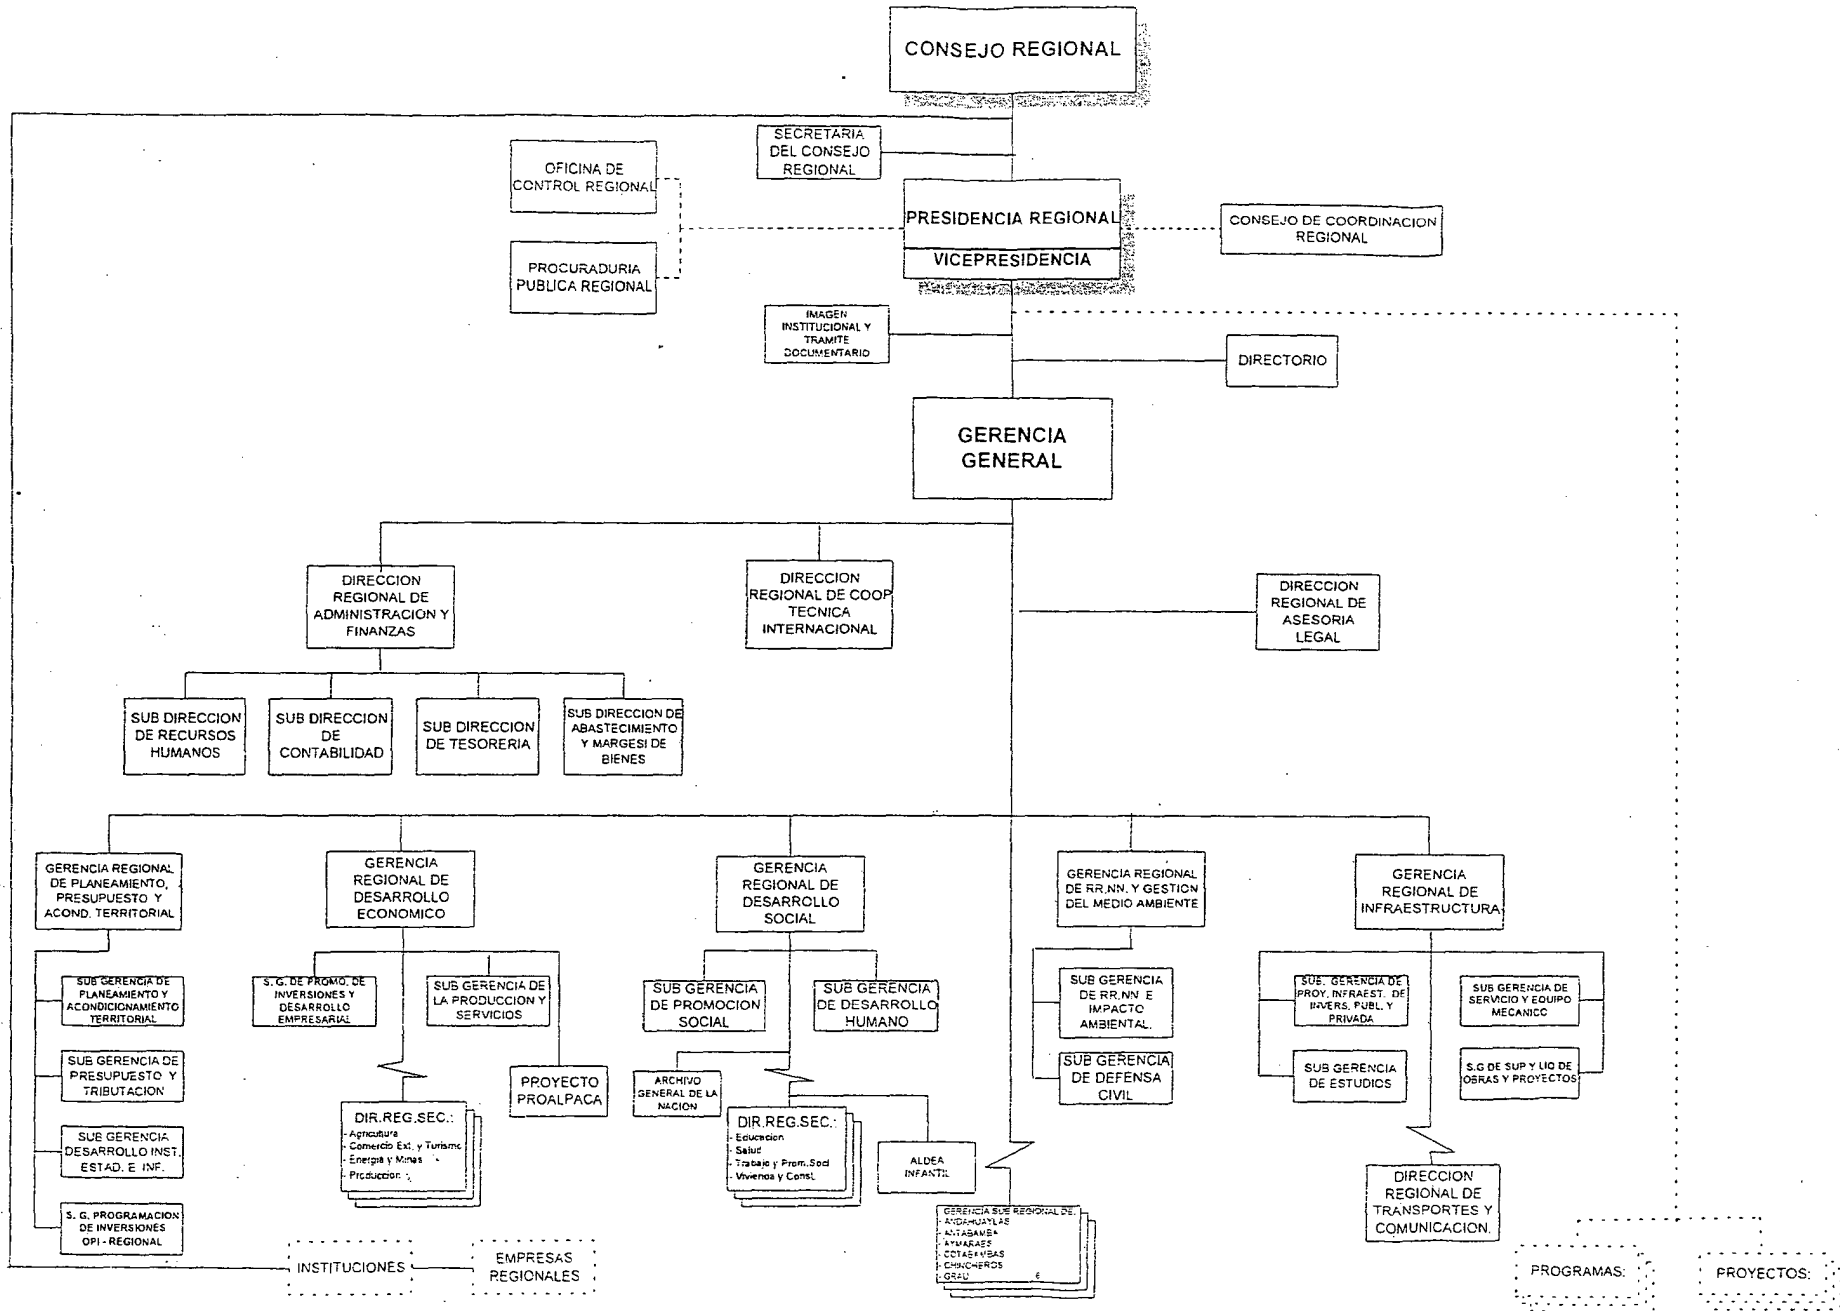 CONSEJO REGIONAL
SECRETARIA
DEL CONSEJO
REGIONAL
OFICINA DE
CONTROL REGIONAL
PRESIDENCIA REGIONAL
VICEPRESIDENCIA
CONSEJO DE COORDINACION
REGIONAL
PROCURADURIA
PUBLICA REGIONAL
IMAGEN
INSTITUCIONAL Y
TRAMITE
DOCUMENTARIO
DIRECTORIO
GERENCIA
GENERAL
DIRECCION
REGIONAL DE
ADMINISTRACION Y
FINANZAS
DIRECCION
REGIONAL DE COOP
TECNICA
INTERNACIONAL
DIRECCION
REGIONAL DE
ASESORIA
LEGAL
SUB DIRECCION
DE RECURSOS
HUMANOS
SUB DIRECCION
DE
CONTABILIDAD
SUB DIRECCION
DE TESORERIA
SUB DIRECCION DE
ABASTECIMIENTO
Y MARGESI DE
BIENES
GERENCIA REGIONAL
DE PLANEAMIENTO,
PRESUPUESTO Y
ACOND. TERRITORIAL
GERENCIA
REGIONAL DE
DESARROLLO
ECONOMICO
GERENCIA
REGIONAL DE
DESARROLLO
SOCIAL
GERENCIA REGIONAL
DE RR.NN. Y GESTION
DEL MEDIO AMBIENTE
GERENCIA
REGIONAL DE
INFRAESTRUCTURA
SUB GERENCIA DE
PLANEAMIENTO Y
ACONDICIONAMIENTO
TERRITORIAL
SUB GERENCIA DE
PRESUPUESTO Y
TRIBUTACION
SUB GERENCIA
DESARROLLO INST.
ESTAD. E INF.
S. G. PROGRAMACION
DE INVERSIONES
OPI - REGIONAL
S. G. DE PROMO. DE
INVERSIONES Y
DESARROLLO
EMPRESARIAL
SUB GERENCIA DE
LA PRODUCCION Y
SERVICIOS
PROYECTO
PROALPACA
DIR.REG.SEC.:
- Agricultura
- Comercio Ext. y Turismo
- Energia y Minas
- Produccion
SUB GERENCIA
DE PROMOCION
SOCIAL
SUB GERENCIA
DE DESARROLLO
HUMANO
ARCHIVO
GENERAL DE LA
NACION
DIR.REG.SEC.:
- Educacion
- Salud
- Trabajo y Prom.Socl
- Vivienda y Const.
ALDEA
INFANTIL
GERENCIA SUB REGIONAL DE:
- ANDAHUAYLAS
- ANTABAMBA
- AYMARAES
- COTABAMBAS
- CHINCHEROS
- GRAU 6
SUB GERENCIA
DE RR.NN E
IMPACTO
AMBIENTAL.
SUB GERENCIA
DE DEFENSA
CIVIL
SUB. GERENCIA DE
PROY, INFRAEST. DE
INVERS, PUBL. Y
PRIVADA
SUB GERENCIA DE
SERVICIO Y EQUIPO
MECANICO
SUB GERENCIA
DE ESTUDIOS
S.G DE SUP Y LIQ DE
OBRAS Y PROYECTOS
DIRECCION
REGIONAL DE
TRANSPORTES Y
COMUNICACION.
INSTITUCIONES
EMPRESAS
REGIONALES
PROGRAMAS:
PROYECTOS: